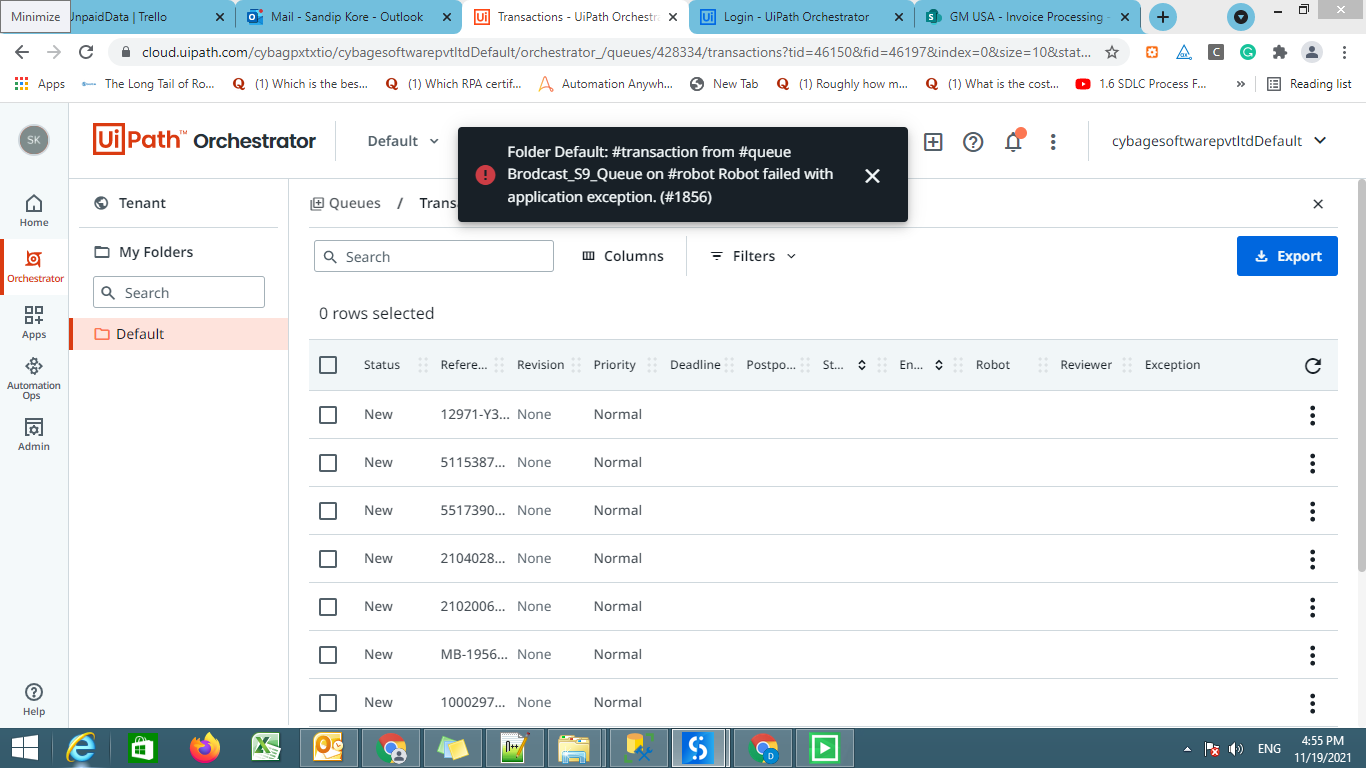 Minimize
UnpaidData | Trello
Mail - Sandip Kore - Outlook
Transactions - UiPath Orchestr
Login - UiPath Orchestrator
GM USA - Invoice Processing -
cloud.uipath.com/cybagpxtxtio/cybagesoftwarepvtltdDefault/orchestrator_/queues/428334/transactions?tid=46150&fid=46197&index=0&size=10&stat...
Apps
The Long Tail of Ro...
(1) Which is the bes...
(1) Which RPA certif...
Automation Anywh...
New Tab
(1) Roughly how m...
(1) What is the cost...
1.6 SDLC Process F...
»
Reading list
SK
UiPath™ Orchestrator
Default
cybagesoftwarepvtltdDefault
Folder Default: #transaction from #queue
Brodcast_S9_Queue on #robot Robot failed with
application exception. (#1856)
Home
Orchestrator
Apps
Automation
Ops
Admin
Help
Tenant
My Folders
Search
Default
Queues / Transa
Search
Columns
Filters
Export
0 rows selected
Status Refere... Revision Priority Deadline Postpo... St... En... Robot Reviewer Exception
New 12971-Y3... None Normal
New 5115387... None Normal
New 5517390... None Normal
New 2104028... None Normal
New 2102006... None Normal
New MB-1956... None Normal
New 1000297... None Normal
ENG
4:55 PM
11/19/2021